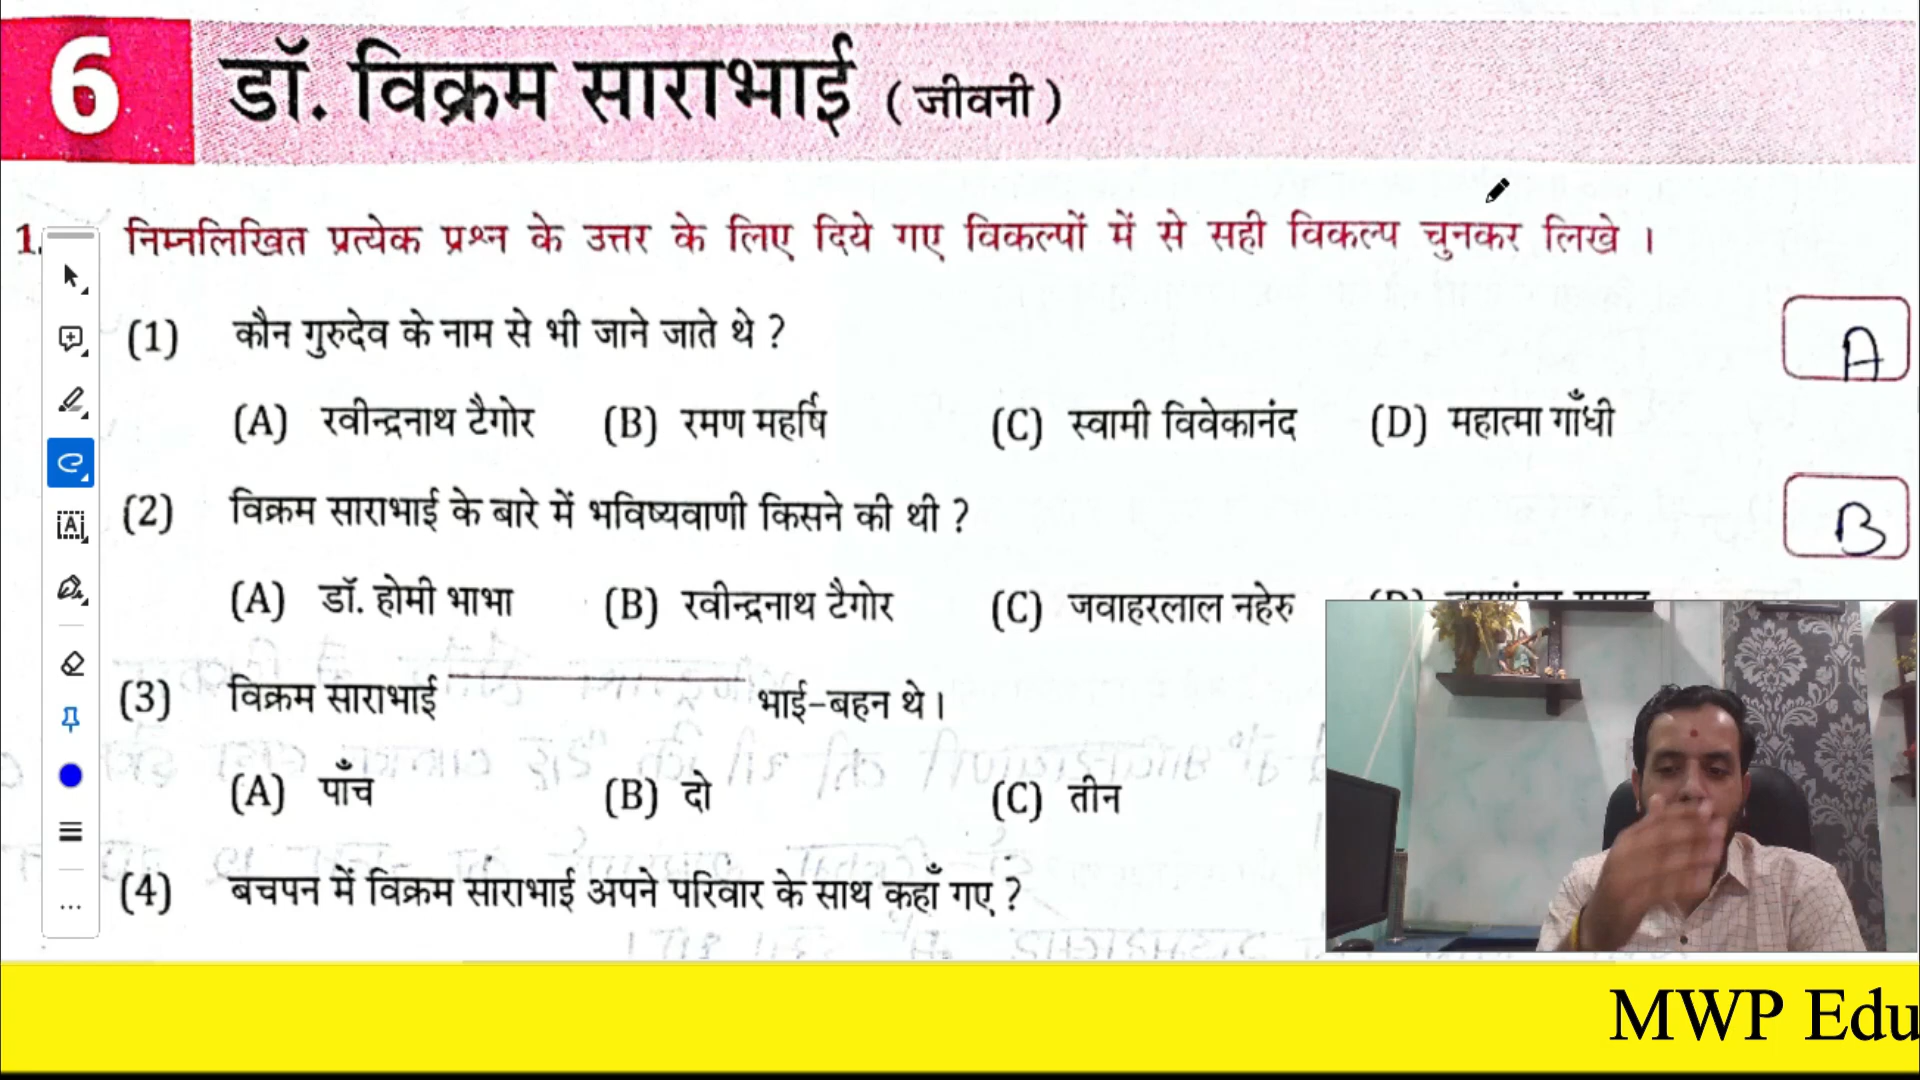 6 डॉ. विक्रम साराभाई ( जीवनी )
1. निम्नलिखित प्रत्येक प्रश्न के उत्तर के लिए दिये गए विकल्पों में से सही विकल्प चुनकर लिखे ।
(1) कौन गुरुदेव के नाम से भी जाने जाते थे ? A
(A) रवीन्द्रनाथ टैगोर (B) रमण महर्षि (C) स्वामी विवेकानंद (D) महात्मा गाँधी
(2) विक्रम साराभाई के बारे में भविष्यवाणी किसने की थी ? B
(A) डॉ. होमी भाभा (B) रवीन्द्रनाथ टैगोर (C) जवाहरलाल नहेरु (D)
(3) विक्रम साराभाई ____________ भाई-बहन थे ।
(A) पाँच (B) दो (C) तीन
(4) बचपन में विक्रम साराभाई अपने परिवार के साथ कहाँ गए ?
MWP Edu